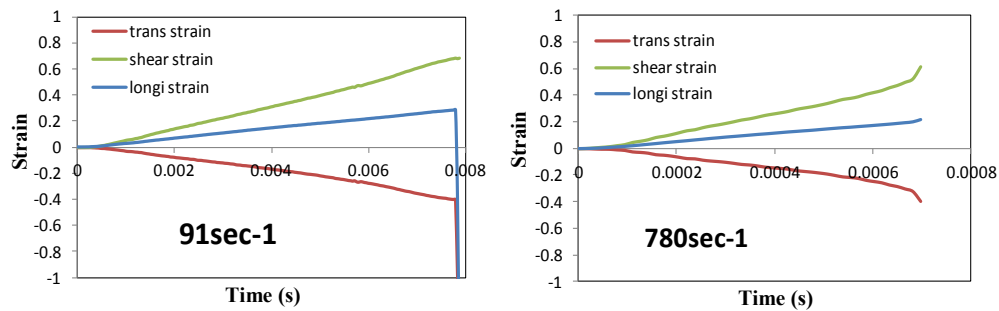 1
0.8
0.6
0.4
0.2
0
-0.2
-0.4
-0.6
-0.8
-1
Strain
trans strain
shear strain
longi strain
0
0.002
0.004
0.006
0.008
91sec-1
Time (s)
1
0.8
0.6
0.4
0.2
0
-0.2
-0.4
-0.6
-0.8
-1
Strain
trans strain
shear strain
longi strain
0
0.0002
0.0004
0.0006
0.0008
780sec-1
Time (s)